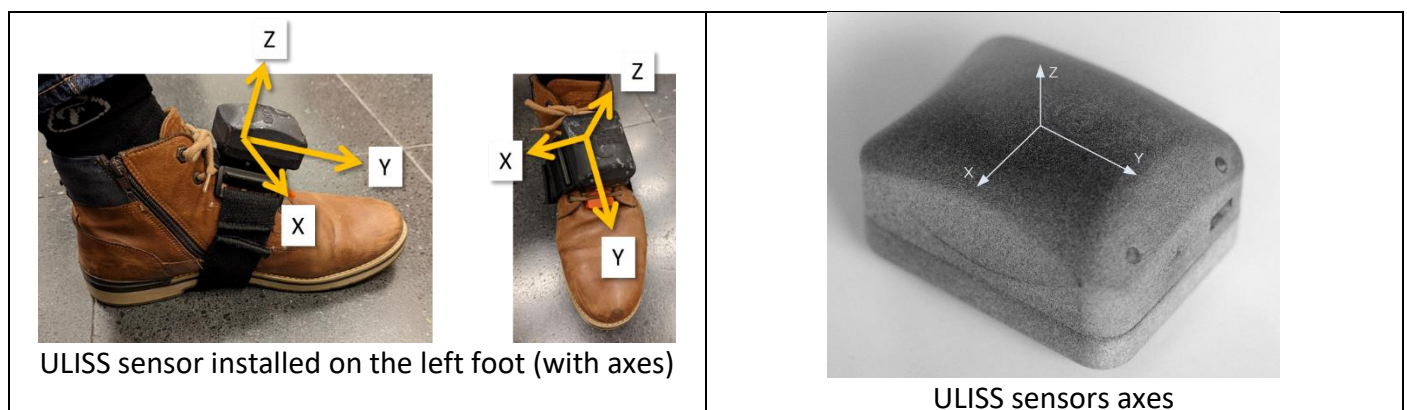 Z
Y
X
Z
X
Y
ULISS sensor installed on the left foot (with axes)
Z
Y
X
ULISS sensors axes